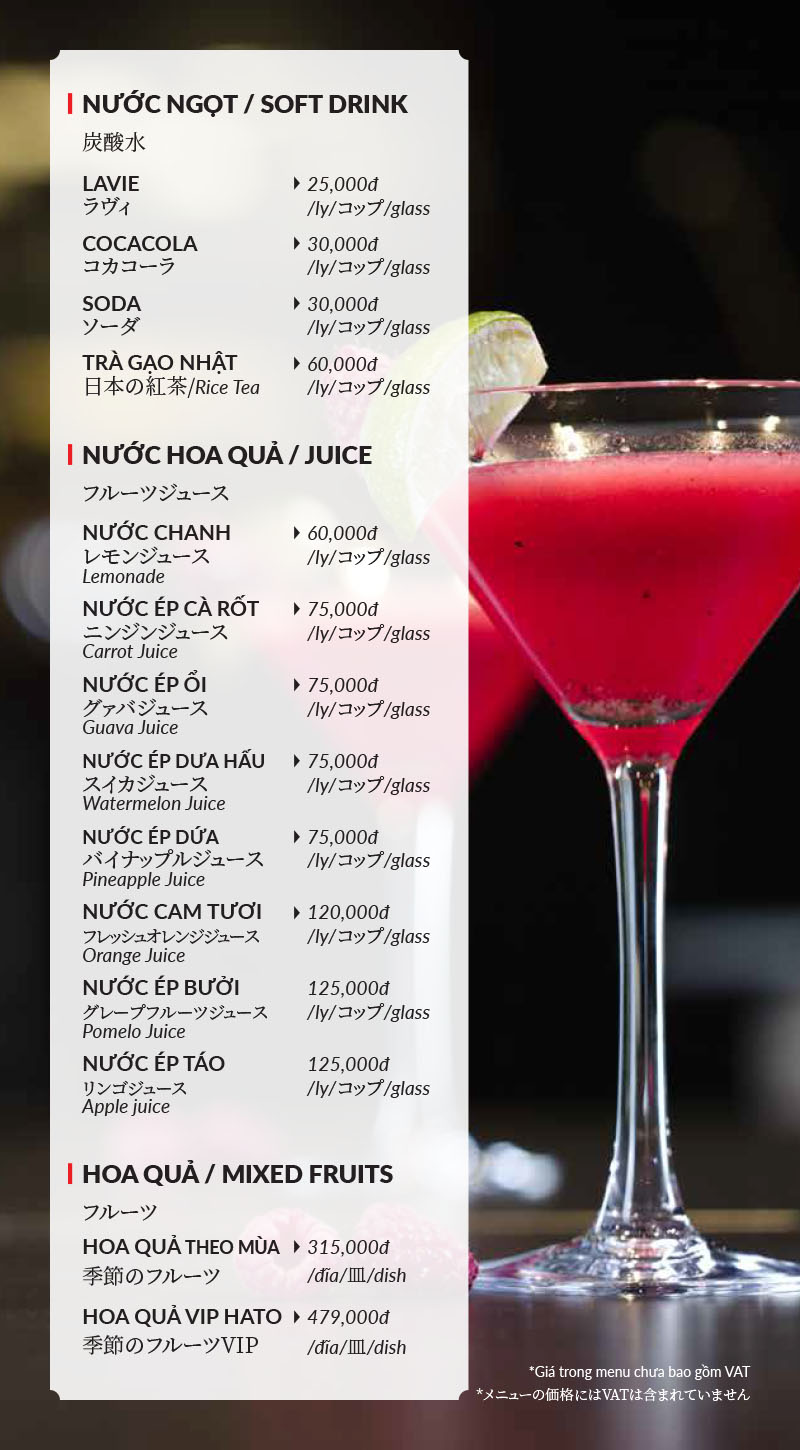 NƯỚC NGỌT / SOFT DRINK
炭酸水
LAVIE 25,000đ
ラヴィ /ly/コップ/glass
COCACOLA 30,000đ
コカコーラ /ly/コップ/glass
SODA 30,000đ
ソーダ /ly/コップ/glass
TRÀ GẠO NHẬT 60,000đ
日本の紅茶/Rice Tea /ly/コップ/glass
NƯỚC HOA QUẢ / JUICE
フルーツジュース
NƯỚC CHANH 60,000đ
レモンジュース /ly/コップ/glass
Lemonade
NƯỚC ÉP CÀ RỐT 75,000đ
ニンジンジュース /ly/コップ/glass
Carrot Juice
NƯỚC ÉP ỔI 75,000đ
グァバジュース /ly/コップ/glass
Guava Juice
NƯỚC ÉP DƯA HẤU 75,000đ
スイカジュース /ly/コップ/glass
Watermelon Juice
NƯỚC ÉP DỨA 75,000đ
バイナップルジュース /ly/コップ/glass
Pineapple Juice
NƯỚC CAM TƯƠI 120,000đ
フレッシュオレンジジュース /ly/コップ/glass
Orange Juice
NƯỚC ÉP BƯỞI 125,000đ
グレープフルーツジュース /ly/コップ/glass
Pomelo Juice
NƯỚC ÉP TÁO 125,000đ
リンゴジュース /ly/コップ/glass
Apple juice
HOA QUẢ / MIXED FRUITS
フルーツ
HOA QUẢ THEO MÙA 315,000đ
季節のフルーツ /đĩa/皿/dish
HOA QUẢ VIP HATO 479,000đ
季節のフルーツVIP /đĩa/皿/dish
*Giá trong menu chưa bao gồm VAT
*メニューの価格にはVATは含まれていません